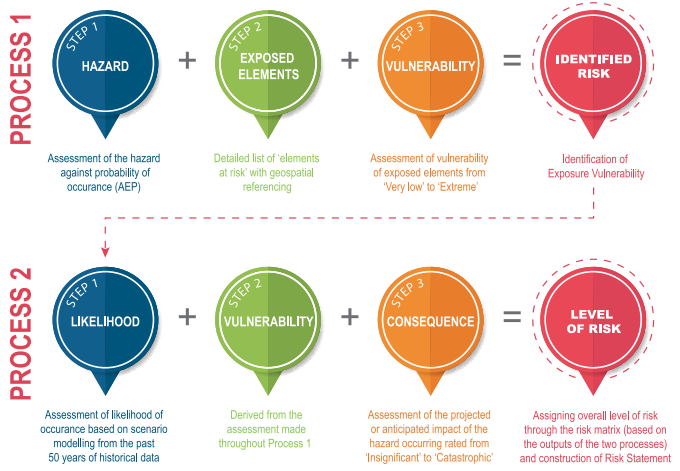 PROCESS 1
STEP 1
HAZARD
+
STEP 2
EXPOSED
ELEMENTS
+
STEP 3
VULNERABILITY
=
IDENTIFIED
RISK
Assessment of the hazard
against probability of
occurance (AEP)
Detailed list of ‘elements
at risk’ with geospatial
referencing
Assessment of vulnerability
of exposed elements from
‘Very low’ to ‘Extreme’
Identification of
Exposure Vulnerability
PROCESS 2
STEP 1
LIKELIHOOD
+
STEP 2
VULNERABILITY
+
STEP 3
CONSEQUENCE
=
LEVEL
OF RISK
Assessment of likelihood of
occurance based on scenario
modelling from the past
50 years of historical data
Derived from the
assessment made
throughout Process 1
Assessment of the projected
or anticipated impact of the
hazard occurring rated from
‘Insignificant’ to ‘Catastrophic’
Assigning overall level of risk
through the risk matrix (based on
the outputs of the two processes)
and construction of Risk Statement